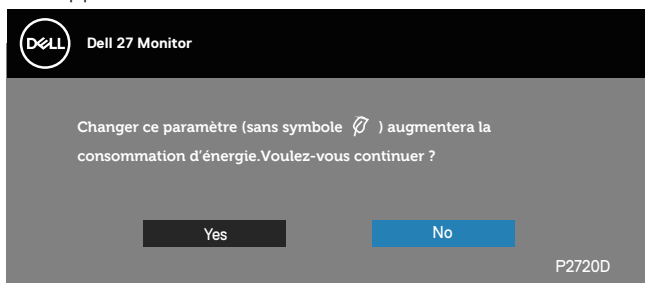 DELL
Dell 27 Monitor
Changer ce paramètre (sans symbole ) augmentera la
consommation d’énergie.Voulez-vous continuer ?
Yes No
P2720D